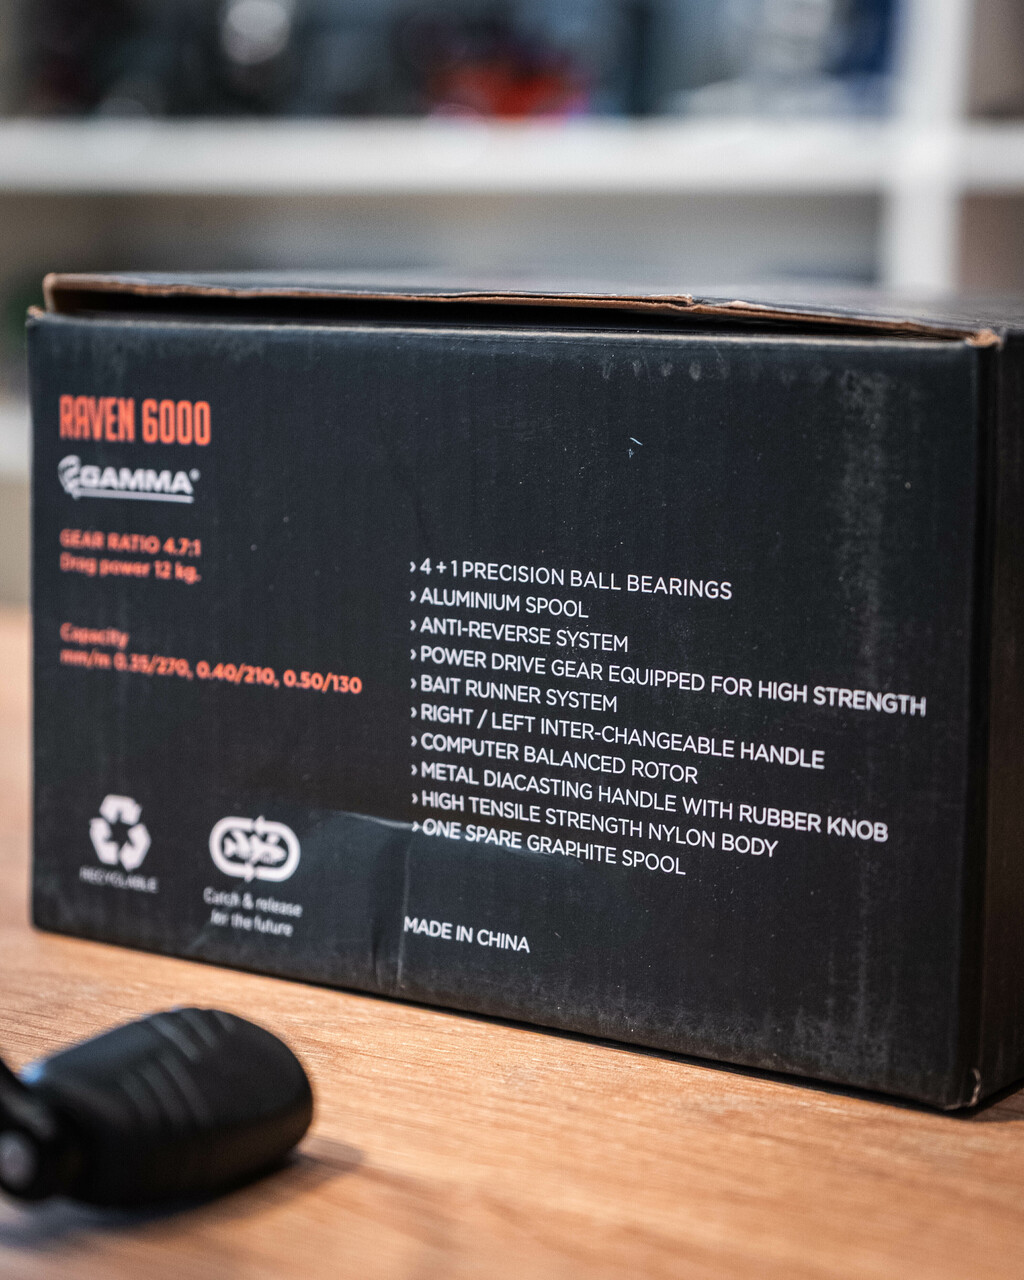 RAVEN 6000
GAMMA®
GEAR RATIO 4.7:1
Drag power 12 kg.
Capacity
mm/m 0.35/270, 0.40/210, 0.50/130
› 4 + 1 PRECISION BALL BEARINGS
› ALUMINIUM SPOOL
› ANTI-REVERSE SYSTEM
› POWER DRIVE GEAR EQUIPPED FOR HIGH STRENGTH
› BAIT RUNNER SYSTEM
› RIGHT / LEFT INTER-CHANGEABLE HANDLE
› COMPUTER BALANCED ROTOR
› METAL DIACASTING HANDLE WITH RUBBER KNOB
› HIGH TENSILE STRENGTH NYLON BODY
› ONE SPARE GRAPHITE SPOOL
RECYCLABLE
Catch & release
for the future
MADE IN CHINA